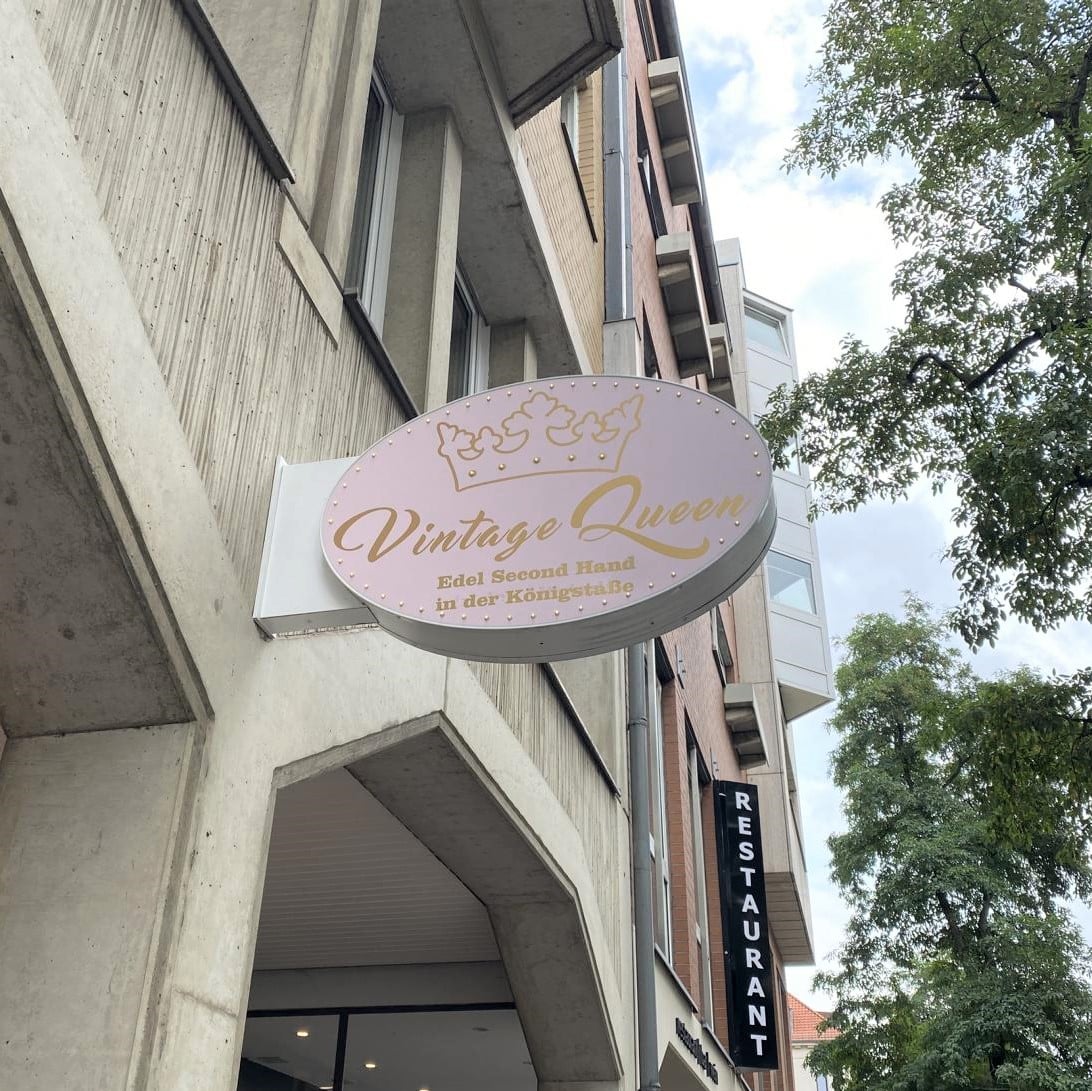 Vintage Queen
Edel Second Hand
in der Königstaße
RESTAURANT